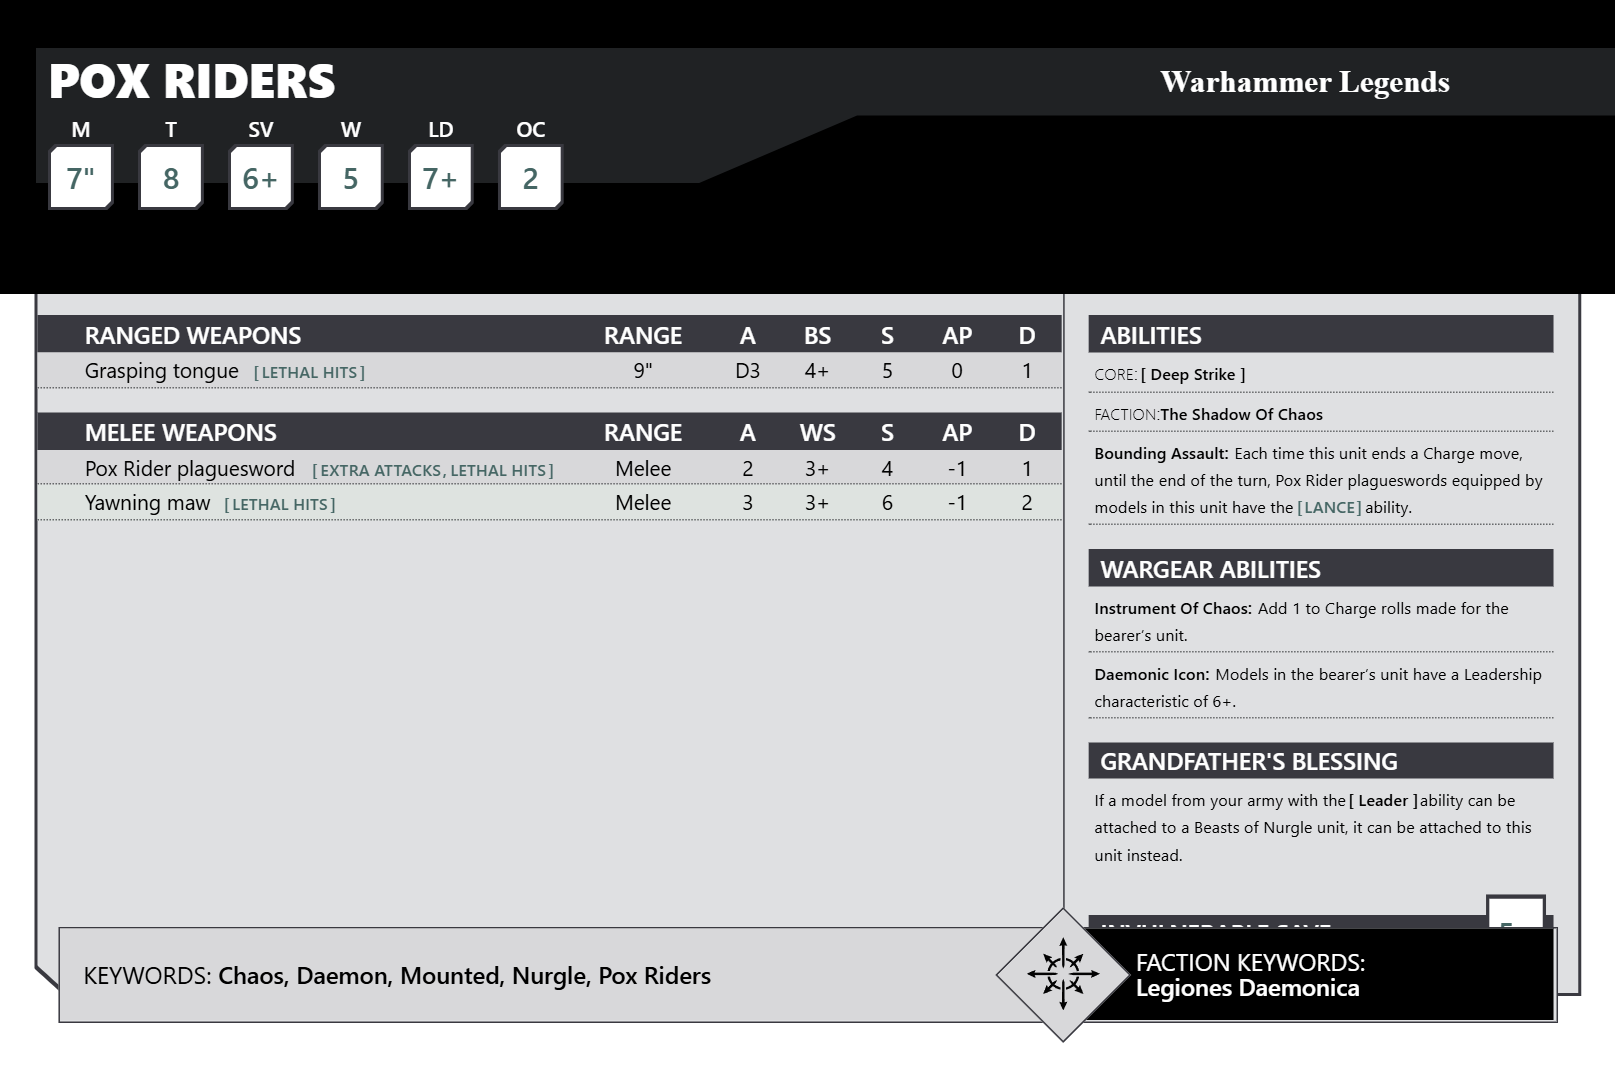 POX RIDERS
Warhammer Legends
M T SV W LD OC
7" 8 6+ 5 7+ 2
RANGED WEAPONS RANGE A BS S AP D
Grasping tongue [LETHAL HITS] 9" D3 4+ 5 0 1
MELEE WEAPONS RANGE A WS S AP D
Pox Rider plaguesword [EXTRA ATTACKS, LETHAL HITS] Melee 2 3+ 4 -1 1
Yawning maw [LETHAL HITS] Melee 3 3+ 6 -1 2
ABILITIES
CORE: [ Deep Strike ]
FACTION:The Shadow Of Chaos
Bounding Assault: Each time this unit ends a Charge move,
until the end of the turn, Pox Rider plagueswords equipped by
models in this unit have the [LANCE] ability.
WARGEAR ABILITIES
Instrument Of Chaos: Add 1 to Charge rolls made for the
bearer's unit.
Daemonic Icon: Models in the bearer's unit have a Leadership
characteristic of 6+.
GRANDFATHER'S BLESSING
If a model from your army with the [ Leader ] ability can be
attached to a Beasts of Nurgle unit, it can be attached to this
unit instead.
KEYWORDS: Chaos, Daemon, Mounted, Nurgle, Pox Riders
FACTION KEYWORDS:
Legiones Daemonica